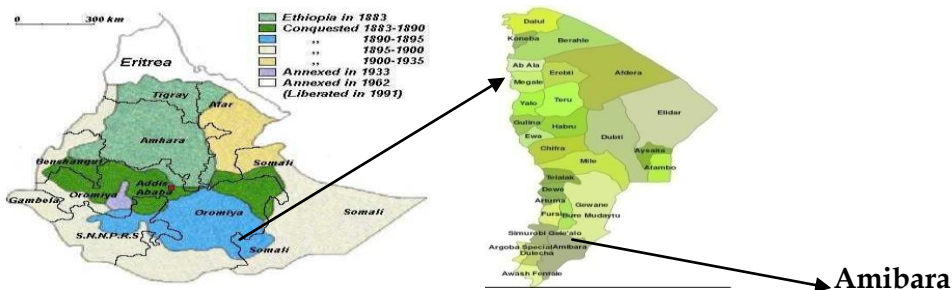 0 300 km
Ethiopia in 1883
Conquested 1883-1890
,, 1890-1895
,, 1895-1900
,, 1900-1935
Annexed in 1933
Annexed in 1962
(Liberated in 1991)
Eritrea
Tigray
Afar
Amhara
Benshangul
Somali
Addis
Ababa
Oromiya
Gambela
Oromiya
Somali
S.N.N.P.R.S
Somali
Dalul
Koneba
Berahle
Ab Ala
Afdera
Erebti
Megale
Elidar
Yalo
Teru
Gulina
Habru
Dubti
Ewa
Chifra
Aysaita
Mile
Afambo
Telalak
Dewe
Artuma
Gewane
Fursi
Bure Mudaytu
Simurobi Gele'alo
Argoba Special
Amibara
Dulecha
Awash Fentale
Amibara